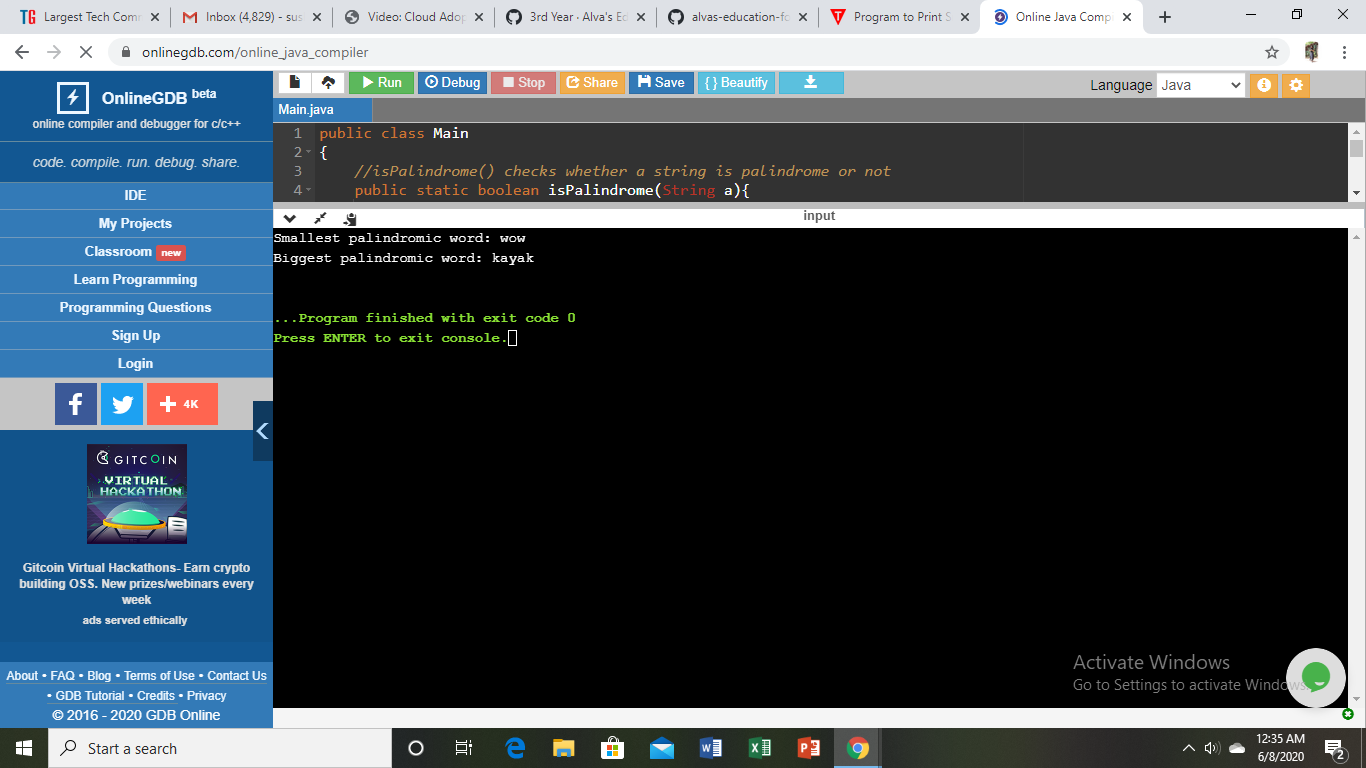 Largest Tech Com
Inbox (4,829) - sus
Video: Cloud Adop
3rd Year · Alva's Ec
alvas-education-fo
Program to Print S
Online Java Comp
onlinegdb.com/online_java_compiler
OnlineGDB beta
online compiler and debugger for c/c++
code. compile. run. debug. share.
IDE
My Projects
Classroom new
Learn Programming
Programming Questions
Sign Up
Login
4K
GITCOIN
VIRTUAL
HACKATHON
Gitcoin Virtual Hackathons- Earn crypto
building OSS. New prizes/webinars every
week
ads served ethically
About • FAQ • Blog • Terms of Use • Contact Us
• GDB Tutorial • Credits • Privacy
© 2016 - 2020 GDB Online
Run Debug Stop Share Save { } Beautify
Language Java
Main.java
1 public class Main
2 {
3 //isPalindrome() checks whether a string is palindrome or not
4 public static boolean isPalindrome(String a){
input
Smallest palindromic word: wow
Biggest palindromic word: kayak
...Program finished with exit code 0
Press ENTER to exit console.
Activate Windows
Go to Settings to activate Windows.
Start a search
12:35 AM
6/8/2020
2